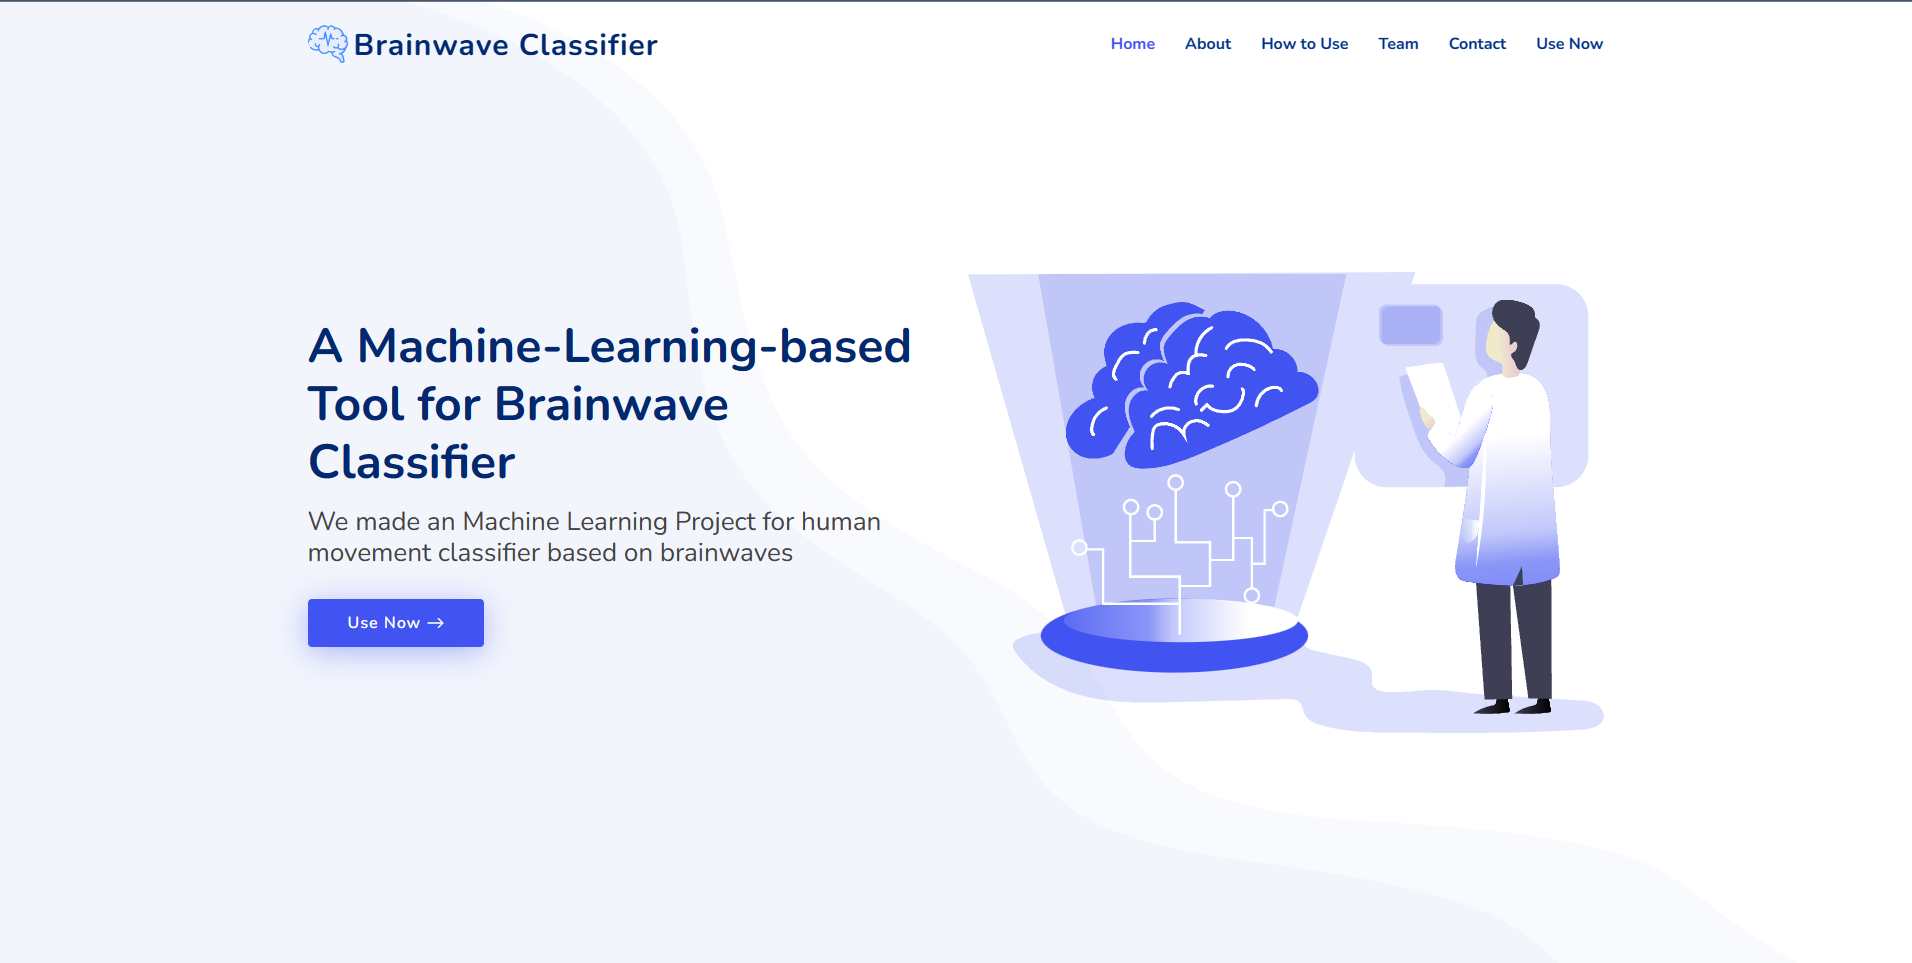 Brainwave Classifier
Home About How to Use Team Contact Use Now
A Machine-Learning-based
Tool for Brainwave
Classifier
We made an Machine Learning Project for human
movement classifier based on brainwaves
Use Now →